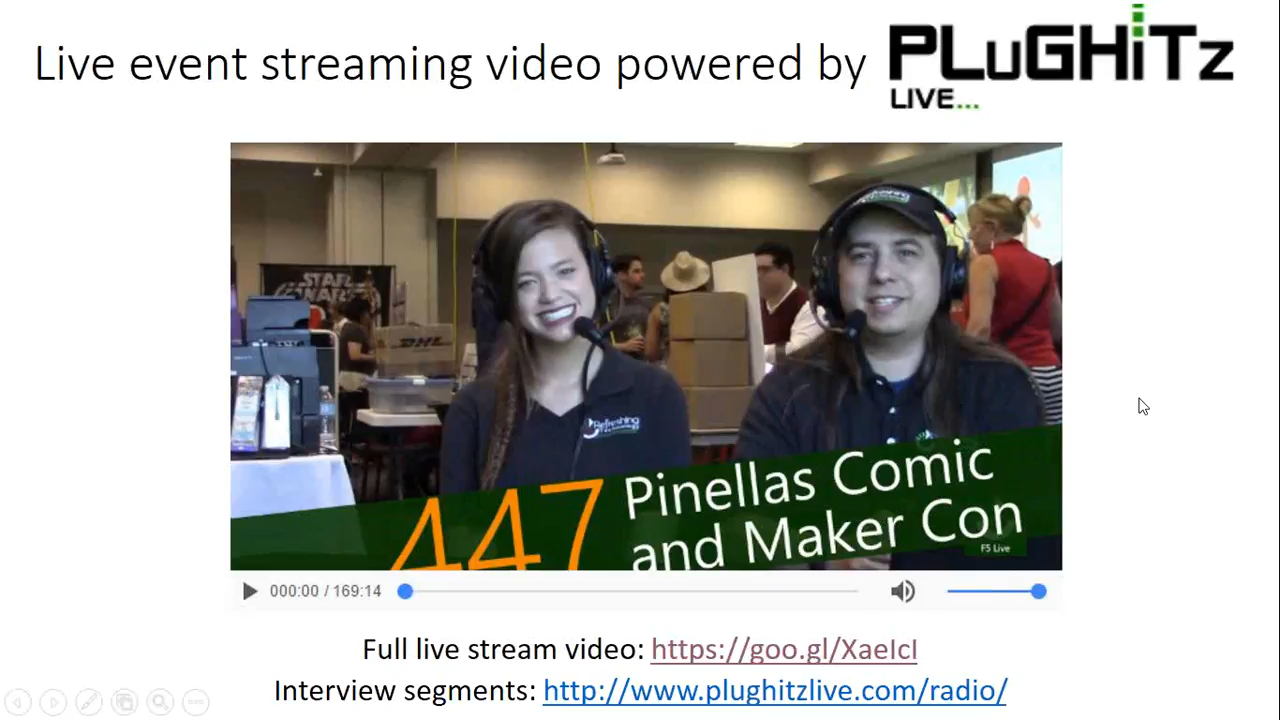 Live event streaming video powered by
PLuGHiTz
LIVE...
STAR
WARS
DHL
Refreshing
447
Pinellas Comic
and Maker Con
F5 Live
000:00 / 169:14
Full live stream video: https://goo.gl/XaeIcI
Interview segments: http://www.plughitzlive.com/radio/